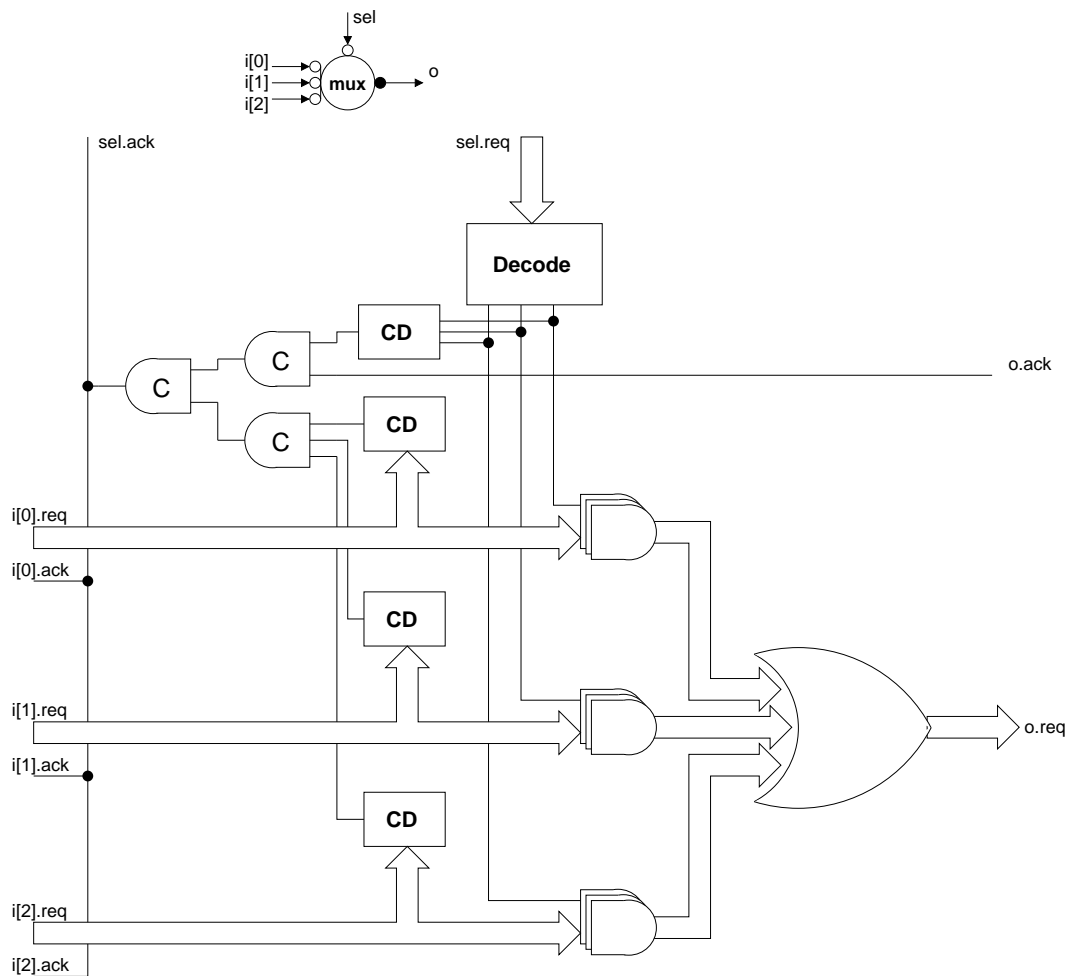 sel
i[0]
i[1]
i[2]
mux
o
sel.ack
sel.req
Decode
CD
C
C
o.ack
CD
C
i[0].req
i[0].ack
CD
i[1].req
o.req
i[1].ack
CD
i[2].req
i[2].ack